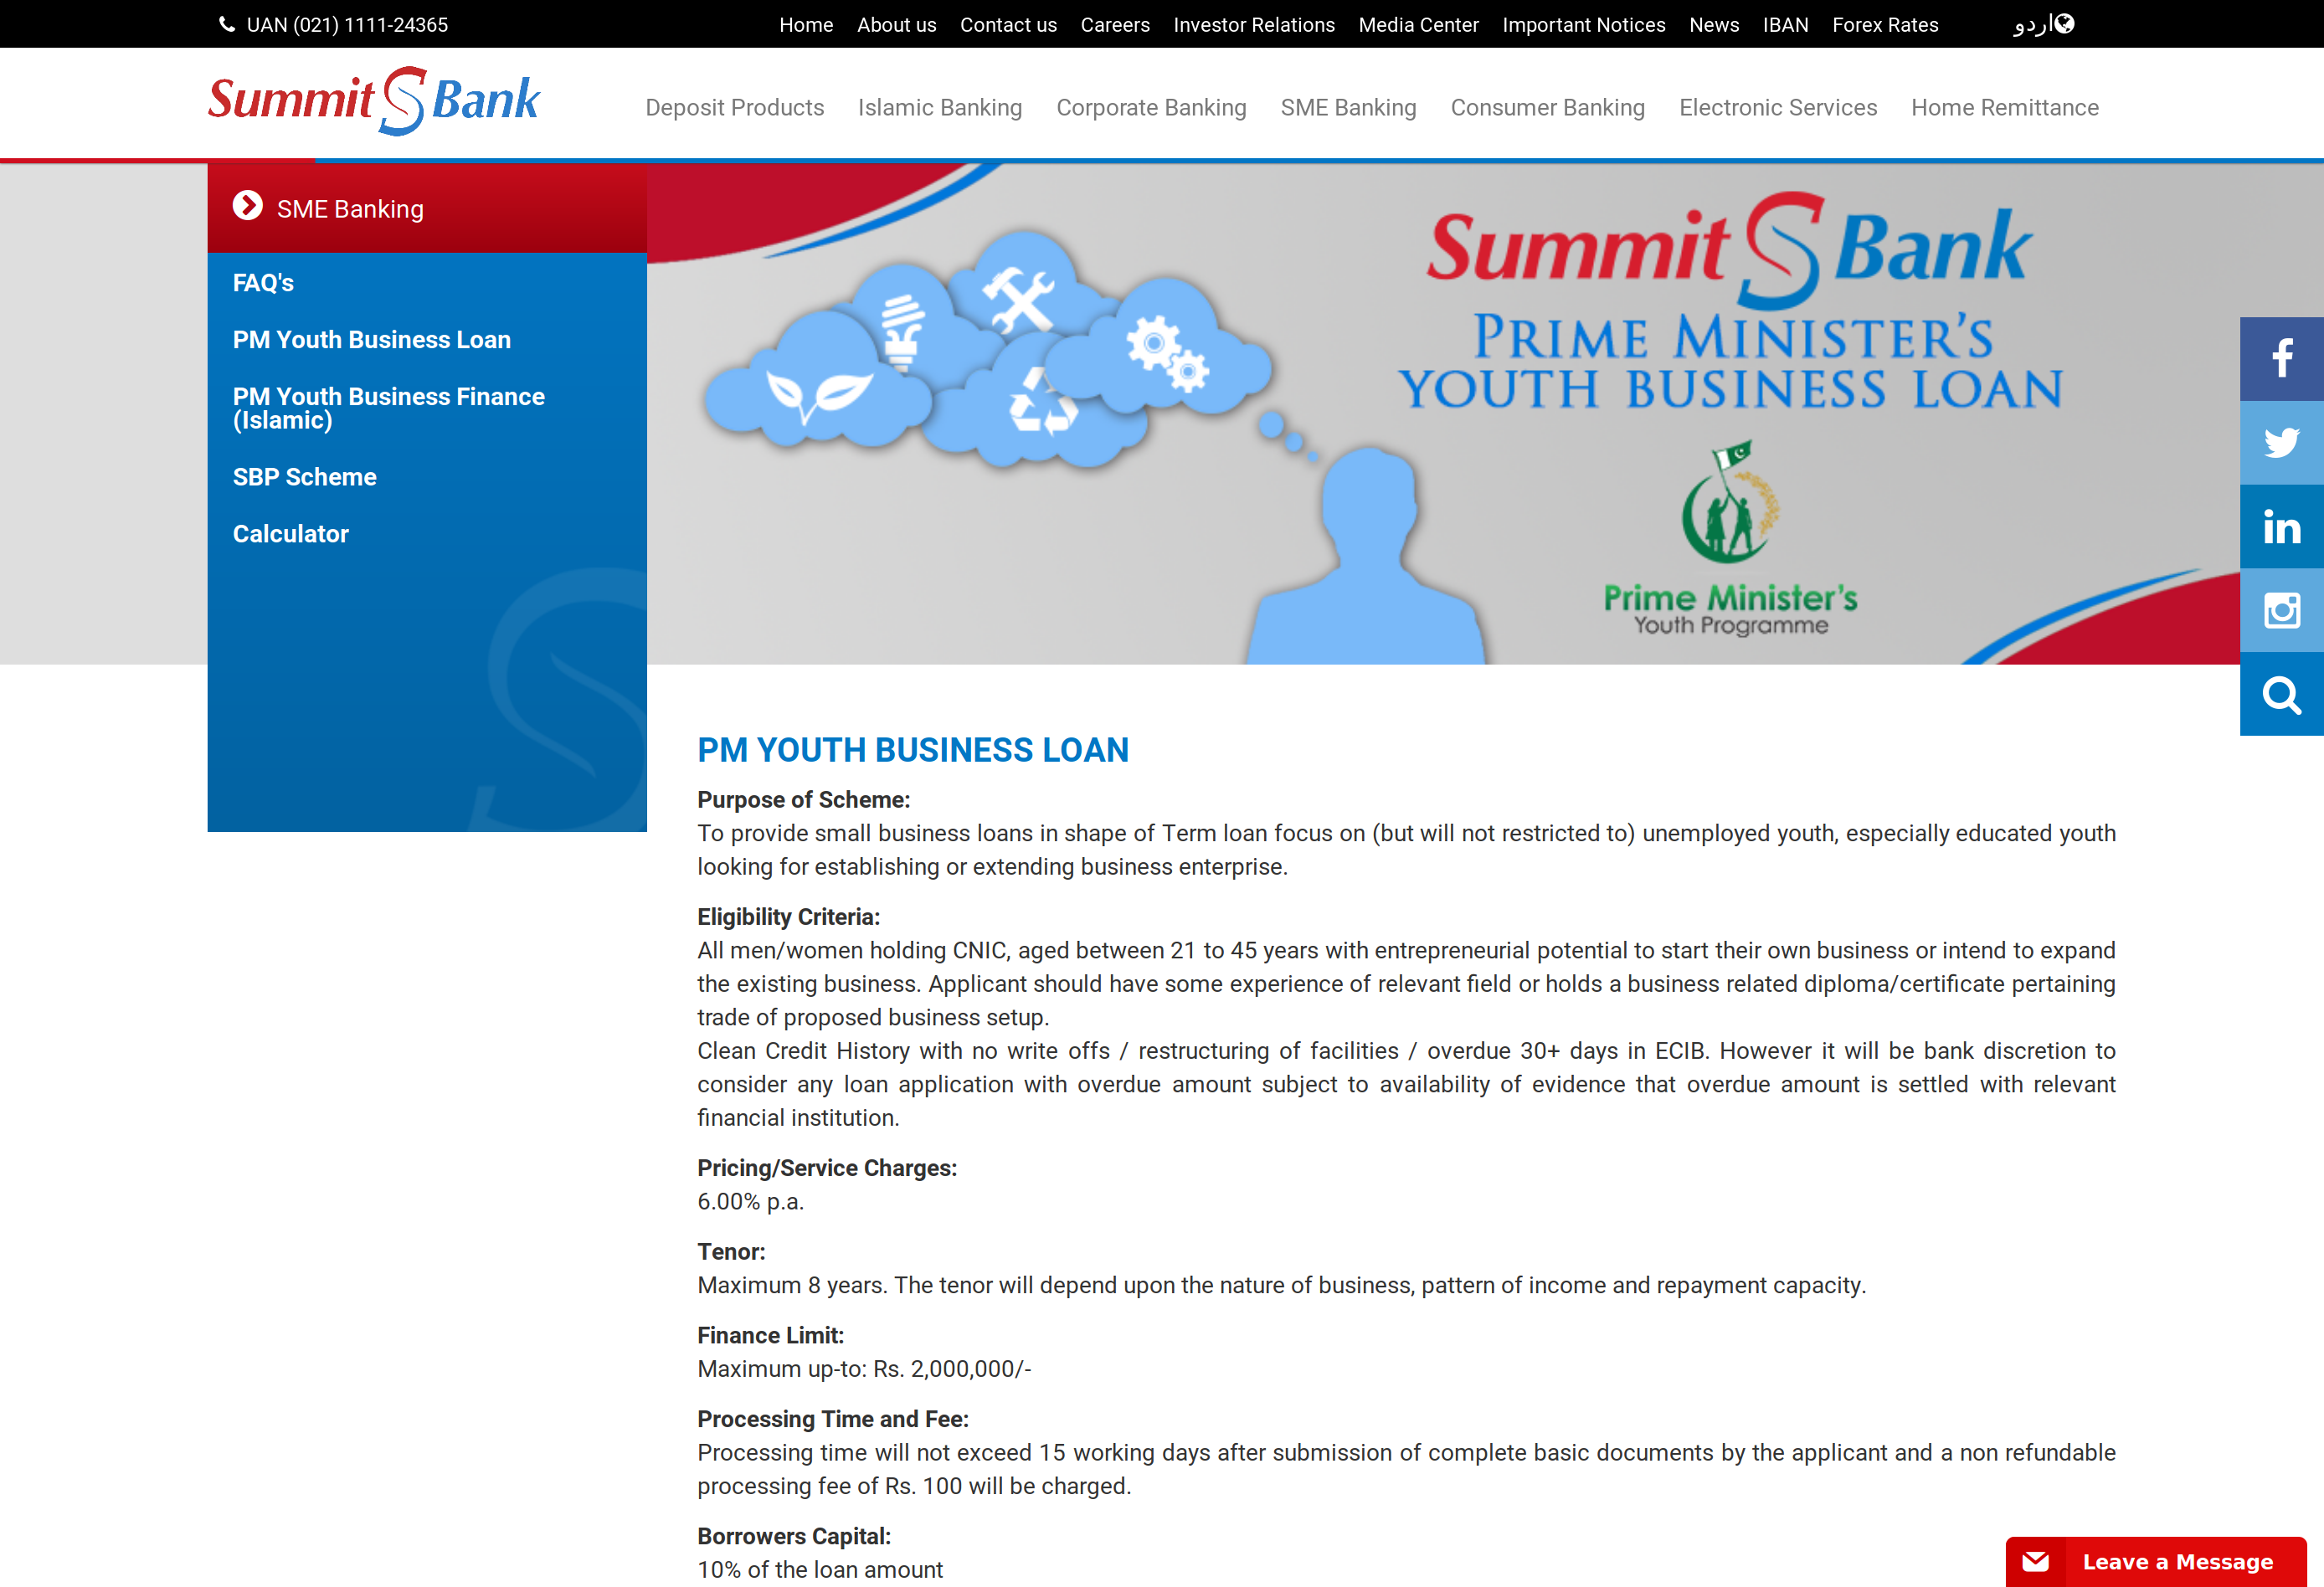 UAN (021) 1111-24365
Home About us Contact us Careers Investor Relations Media Center Important Notices News IBAN Forex Rates اردو
Summit S Bank
Deposit Products Islamic Banking Corporate Banking SME Banking Consumer Banking Electronic Services Home Remittance
SME Banking
FAQ's
PM Youth Business Loan
PM Youth Business Finance
(Islamic)
SBP Scheme
Calculator
Summit S Bank
PRIME MINISTER'S
YOUTH BUSINESS LOAN
Prime Minister's
Youth Programme
PM YOUTH BUSINESS LOAN
Purpose of Scheme:
To provide small business loans in shape of Term loan focus on (but will not restricted to) unemployed youth, especially educated youth
looking for establishing or extending business enterprise.
Eligibility Criteria:
All men/women holding CNIC, aged between 21 to 45 years with entrepreneurial potential to start their own business or intend to expand
the existing business. Applicant should have some experience of relevant field or holds a business related diploma/certificate pertaining
trade of proposed business setup.
Clean Credit History with no write offs / restructuring of facilities / overdue 30+ days in ECIB. However it will be bank discretion to
consider any loan application with overdue amount subject to availability of evidence that overdue amount is settled with relevant
financial institution.
Pricing/Service Charges:
6.00% p.a.
Tenor:
Maximum 8 years. The tenor will depend upon the nature of business, pattern of income and repayment capacity.
Finance Limit:
Maximum up-to: Rs. 2,000,000/-
Processing Time and Fee:
Processing time will not exceed 15 working days after submission of complete basic documents by the applicant and a non refundable
processing fee of Rs. 100 will be charged.
Borrowers Capital:
10% of the loan amount
Leave a Message